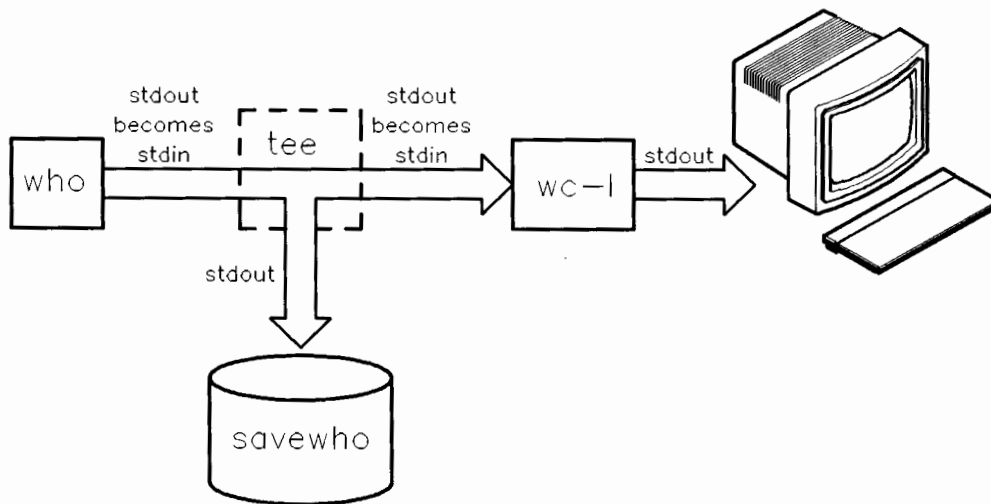 stdout
becomes
stdin
tee
stdout
becomes
stdin
who
wc-l
stdout
stdout
savewho